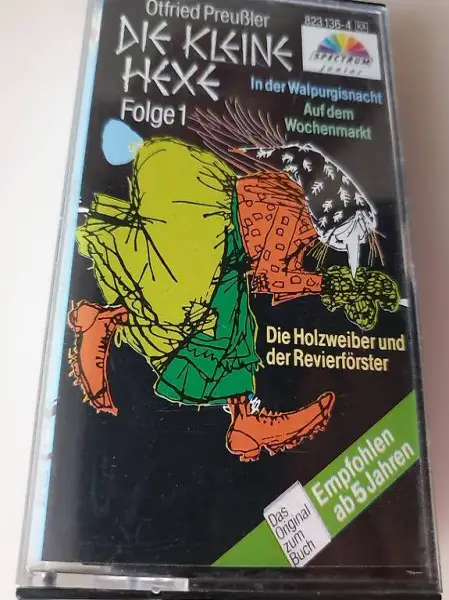 Otfried Preußler
DIE KLEINE
HEXE
Folge 1
823 136-4
SPECTRUM
Junior
In der Walpurgisnacht
Auf dem
Wochenmarkt
Die Holzweiber und
der Revierförster
Das
Original
zum
Buch
Empfohlen
ab 5 Jahren